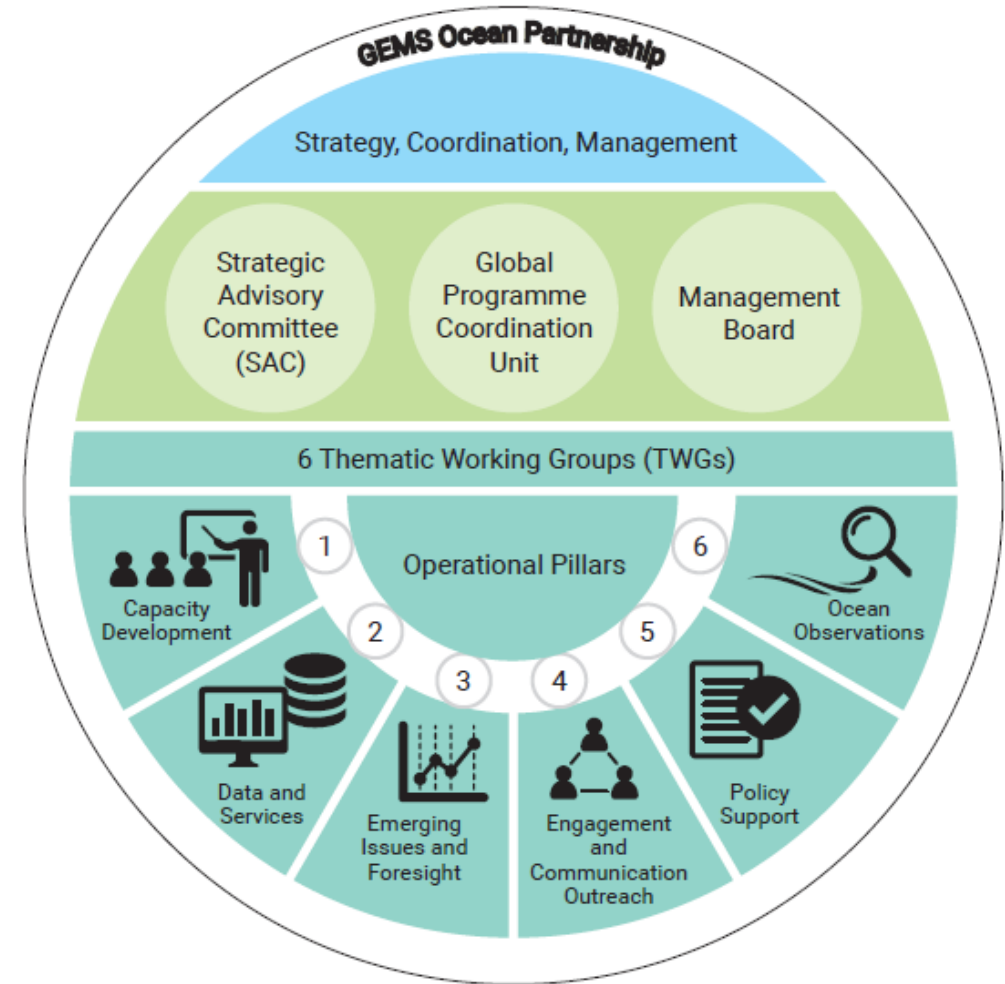 GEMS Ocean Partnership
Strategy, Coordination, Management
Strategic
Advisory
Committee
(SAC)
Global
Programme
Coordination
Unit
Management
Board
6 Thematic Working Groups (TWGs)
Operational Pillars
1
Capacity
Development
2
Data and
Services
3
Emerging
Issues and
Foresight
4
Engagement
and
Communication
Outreach
5
Policy
Support
6
Ocean
Observations